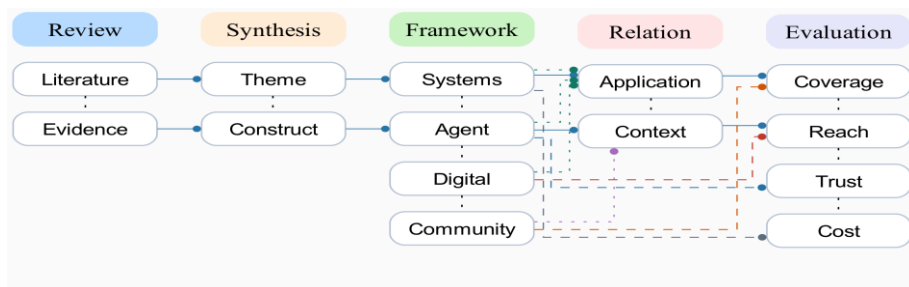 Review Synthesis Framework Relation Evaluation
Literature Theme Systems Application Coverage
Evidence Construct Agent Context Reach
Digital Trust
Community Cost